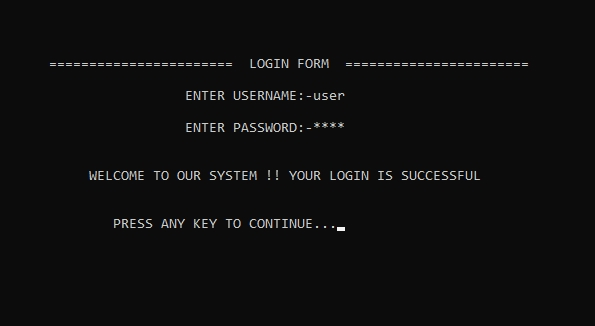 ======================= LOGIN FORM =======================
ENTER USERNAME:-user
ENTER PASSWORD:-****
WELCOME TO OUR SYSTEM !! YOUR LOGIN IS SUCCESSFUL
PRESS ANY KEY TO CONTINUE...